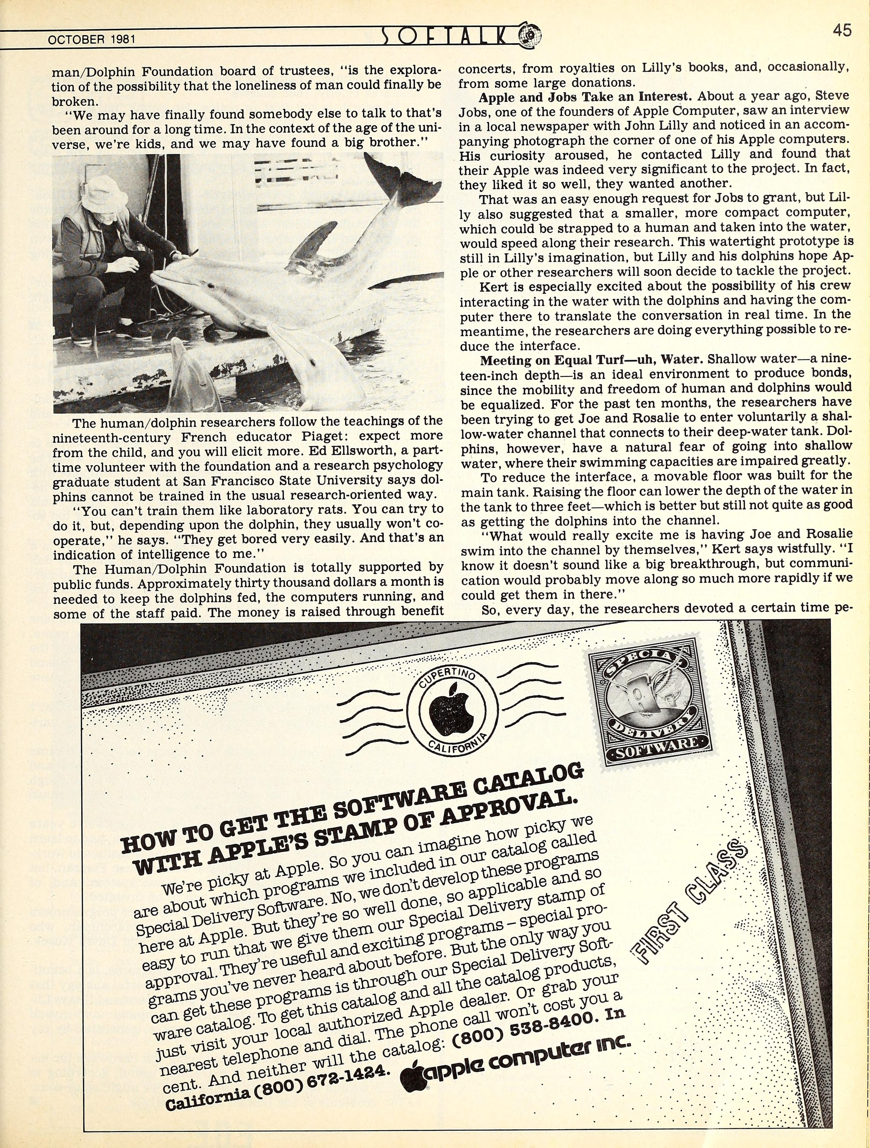 OCTOBER 1981
SOFTALK
45
man/Dolphin Foundation board of trustees, “is the explora-
tion of the possibility that the loneliness of man could finally be
broken.
“We may have finally found somebody else to talk to that's
been around for a long time. In the context of the age of the uni-
verse, we're kids, and we may have found a big brother.”
The human/dolphin researchers follow the teachings of the
nineteenth-century French educator Piaget: expect more
from the child, and you will elicit more. Ed Ellsworth, a part-
time volunteer with the foundation and a research psychology
graduate student at San Francisco State University says dol-
phins cannot be trained in the usual research-oriented way.
“You can't train them like laboratory rats. You can try to
do it, but, depending upon the dolphin, they usually won't co-
operate,” he says. “They get bored very easily. And that's an
indication of intelligence to me.”
The Human/Dolphin Foundation is totally supported by
public funds. Approximately thirty thousand dollars a month is
needed to keep the dolphins fed, the computers running, and
some of the staff paid. The money is raised through benefit
concerts, from royalties on Lilly's books, and, occasionally,
from some large donations.
Apple and Jobs Take an Interest. About a year ago, Steve
Jobs, one of the founders of Apple Computer, saw an interview
in a local newspaper with John Lilly and noticed in an accom-
panying photograph the corner of one of his Apple computers.
His curiosity aroused, he contacted Lilly and found that
their Apple was indeed very significant to the project. In fact,
they liked it so well, they wanted another.
That was an easy enough request for Jobs to grant, but Lil-
ly also suggested that a smaller, more compact computer,
which could be strapped to a human and taken into the water,
would speed along their research. This watertight prototype is
still in Lilly's imagination, but Lilly and his dolphins hope Ap-
ple or other researchers will soon decide to tackle the project.
Kert is especially excited about the possibility of his crew
interacting in the water with the dolphins and having the com-
puter there to translate the conversation in real time. In the
meantime, the researchers are doing everything possible to re-
duce the interface.
Meeting on Equal Turf—uh, Water. Shallow water—a nine-
teen-inch depth—is an ideal environment to produce bonds,
since the mobility and freedom of human and dolphins would
be equalized. For the past ten months, the researchers have
been trying to get Joe and Rosalie to enter voluntarily a shal-
low-water channel that connects to their deep-water tank. Dol-
phins, however, have a natural fear of going into shallow
water, where their swimming capacities are impaired greatly.
To reduce the interface, a movable floor was built for the
main tank. Raising the floor can lower the depth of the water in
the tank to three feet—which is better but still not quite as good
as getting the dolphins into the channel.
“What would really excite me is having Joe and Rosalie
swim into the channel by themselves,” Kert says wistfully. “I
know it doesn't sound like a big breakthrough, but communi-
cation would probably move along so much more rapidly if we
could get them in there.”
So, every day, the researchers devoted a certain time pe-
CUPERTINO
CALIFORNIA
SPECIAL
DELIVERY
SOFTWARE
HOW TO GET THE SOFTWARE CATALOG
WITH APPLE'S STAMP OF APPROVAL.
We're picky at Apple. So you can imagine how picky we
are about which programs we included in our catalog called
Special Delivery Software. No, we don't develop these programs
here at Apple. But they're so well done, so applicable and so
easy to run that we give them our Special Delivery stamp of
approval. They're useful and exciting programs – special pro-
grams you've never heard about before. But the only way you
can get these programs is through our Special Delivery Soft-
ware catalog. To get this catalog and all the catalog products,
just visit your local authorized Apple dealer. Or grab your
nearest telephone and dial. The phone call won't cost you a
cent. And neither will the catalog: (800) 538-8400. In
California (800) 672-1424.
apple computer inc.
FIRST CLASS